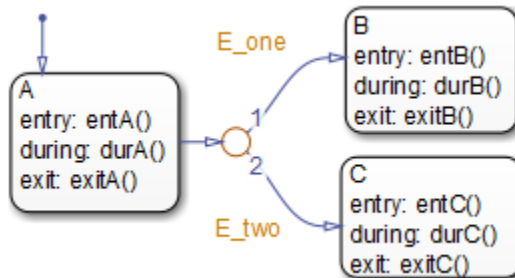 E_one
B
entry: entB()
during: durB()
exit: exitB()
A
entry: entA()
during: durA()
exit: exitA()
1
2
C
entry: entC()
during: durC()
exit: exitC()
E_two